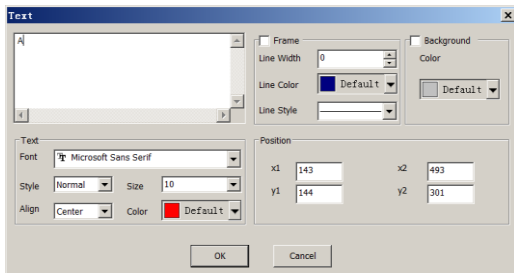 Text
A
Frame
Line Width 0
Line Color Default
Line Style
Background
Color
Default
Text
Font Microsoft Sans Serif
Style Normal Size 10
Align Center Color Default
Position
x1 143 x2 493
y1 144 y2 301
OK Cancel